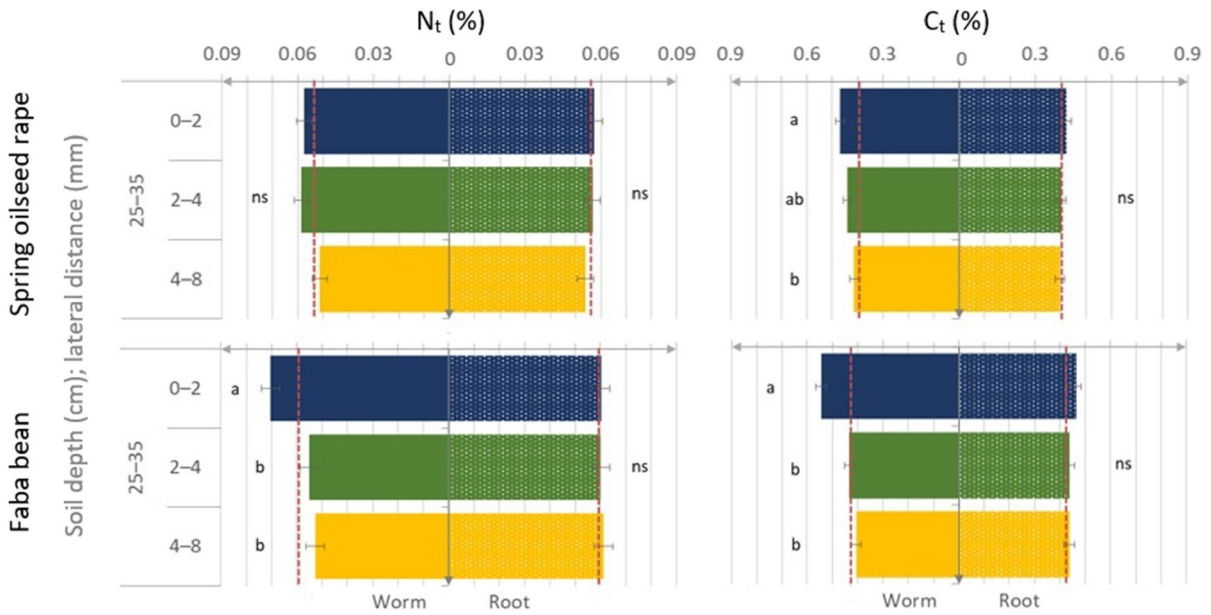 Nt (%)
Ct (%)
0.09 0.06 0.03 0 0.03 0.06 0.09
0.9 0.6 0.3 0 0.3 0.6 0.9
Spring oilseed rape
Faba bean
Soil depth (cm); lateral distance (mm)
25–35
0–2
a
ns
2–4
ns
ab
ns
4–8
b
25–35
0–2
a
a
2–4
b
ns
b
ns
4–8
b
b
Worm Root
Worm Root